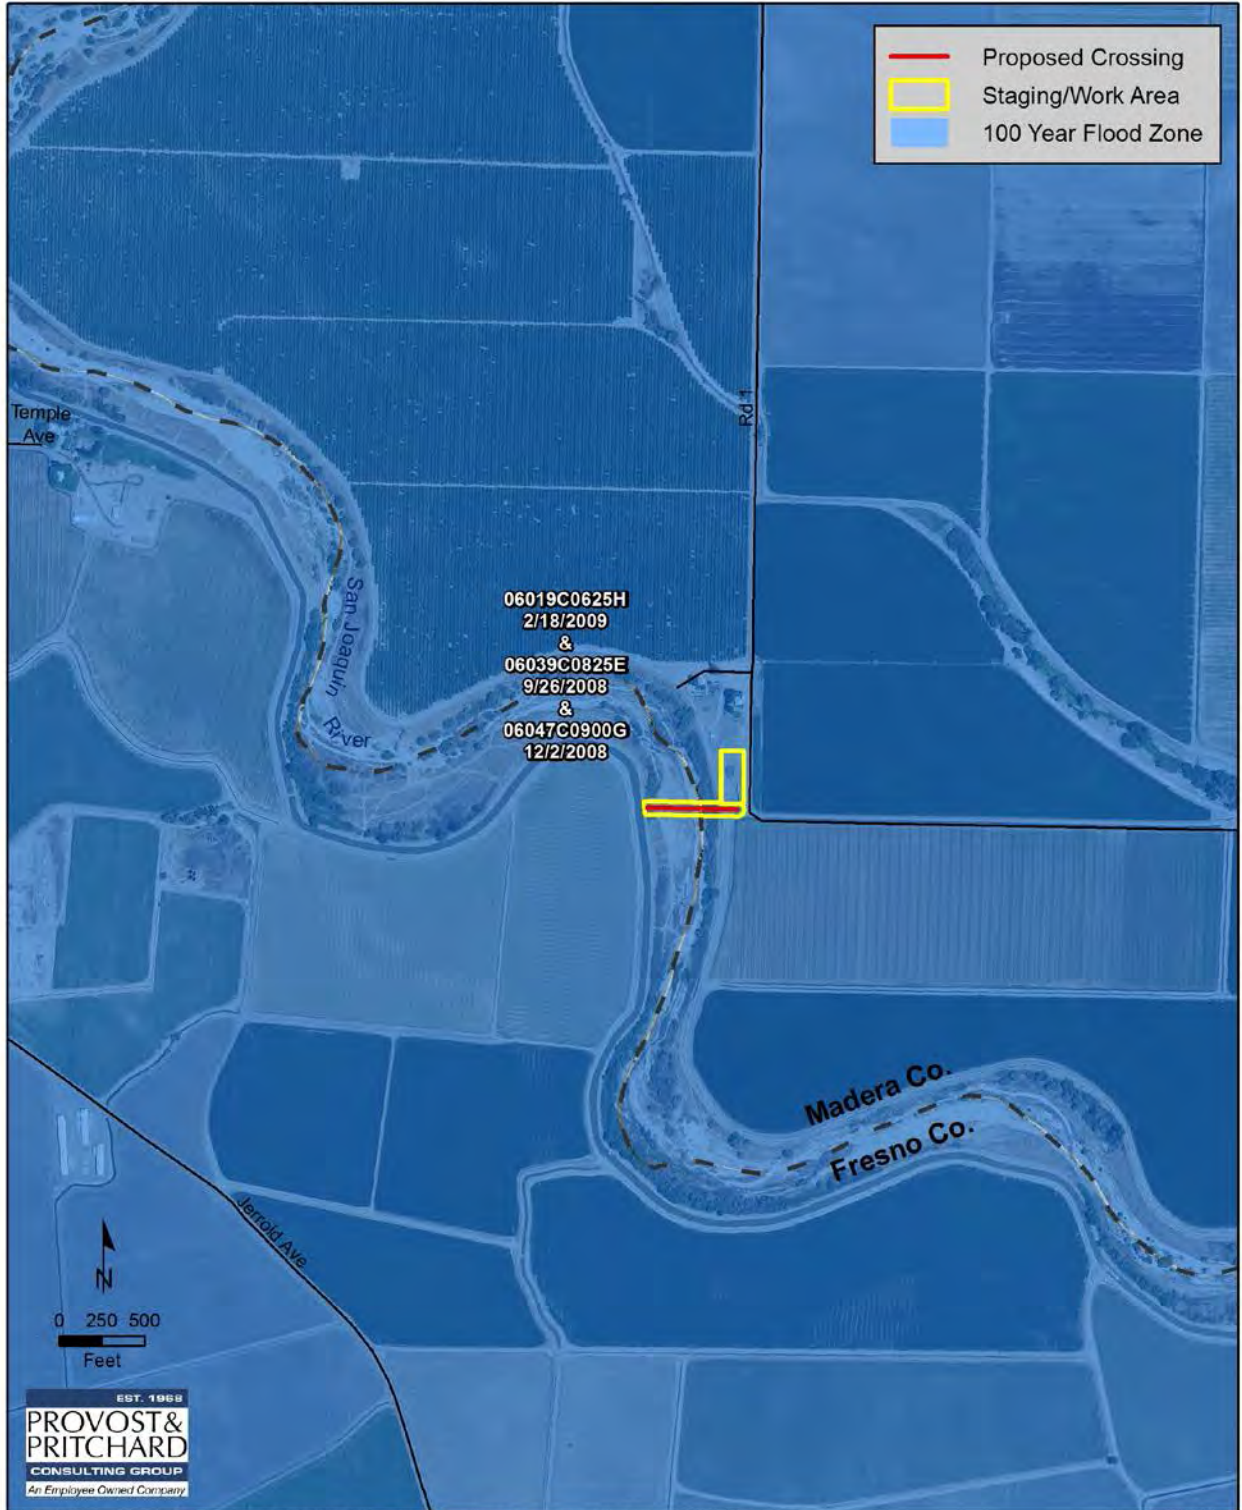 Proposed Crossing
Staging/Work Area
100 Year Flood Zone
Rd 1
Temple
Ave
San Joaquin
River
06019C0625H
2/18/2009
&
06039C0825E
9/26/2008
&
06047C0900G
12/2/2008
Madera Co.
Fresno Co.
Jerrold Ave
N
0 250 500
Feet
EST. 1968
PROVOST&
PRITCHARD
CONSULTING GROUP
An Employee Owned Company